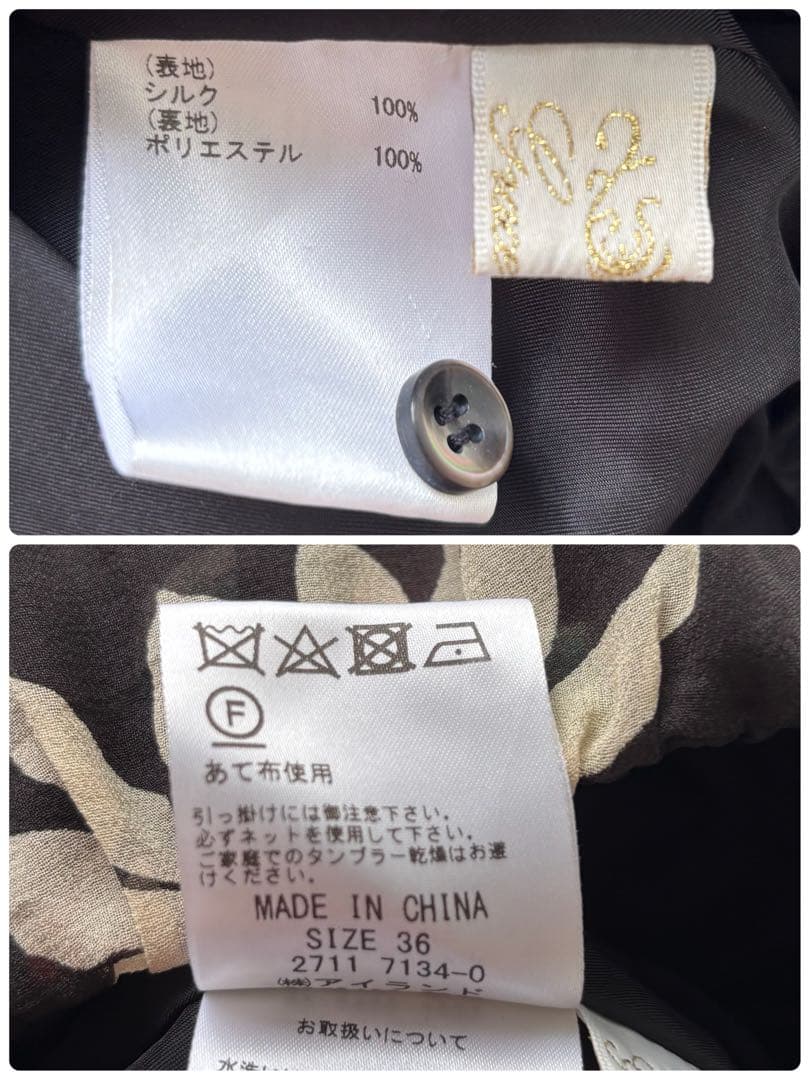 (表地)
シルク 100%
(裏地)
ポリエステル 100%
F
あて布使用
引っ掛けには御注意下さい。
必ずネットを使用して下さい。
ご家庭でのタンブラー乾燥はお避
けください。
MADE IN CHINA
SIZE 36
2711 7134-0
(株)アイランド
お取扱いについて